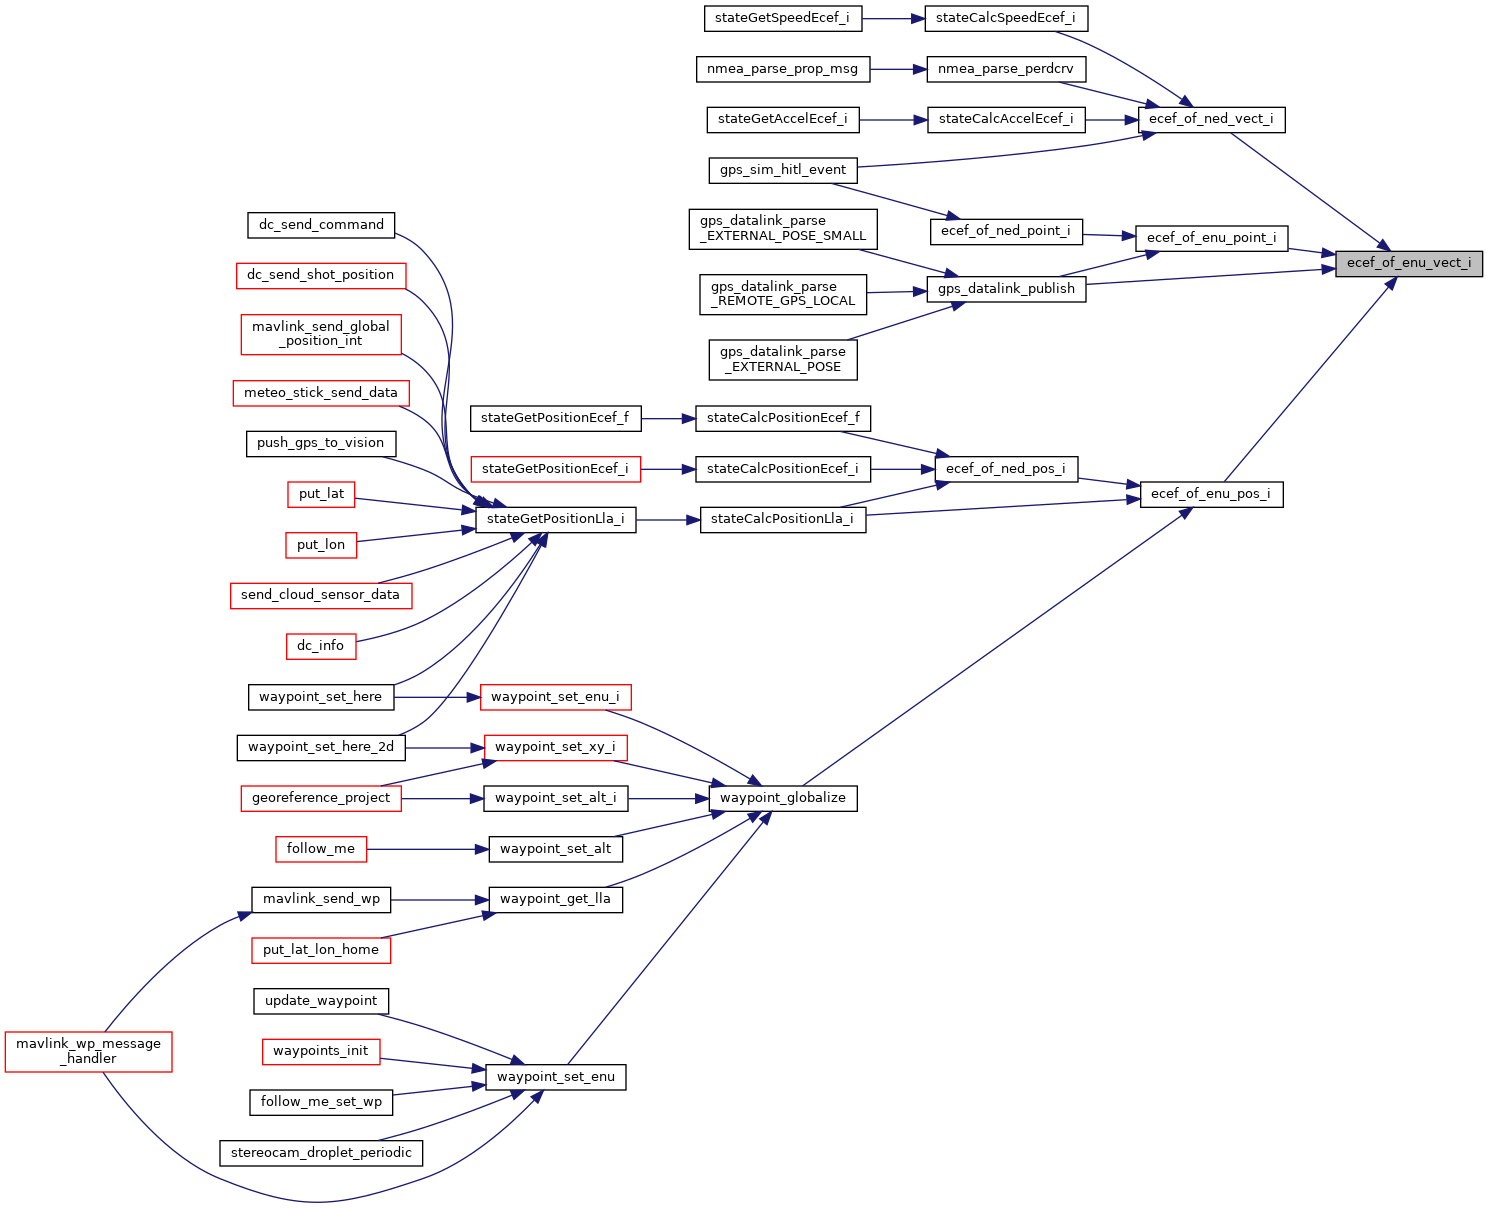 stateGetSpeedEcef_i
stateCalcSpeedEcef_i
nmea_parse_prop_msg
nmea_parse_perdcrv
stateGetAccelEcef_i
stateCalcAccelEcef_i
ecef_of_ned_vect_i
gps_sim_hitl_event
gps_datalink_parse
_EXTERNAL_POSE_SMALL
ecef_of_ned_point_i
ecef_of_enu_point_i
ecef_of_enu_vect_i
gps_datalink_parse
_REMOTE_GPS_LOCAL
gps_datalink_publish
gps_datalink_parse
_EXTERNAL_POSE
dc_send_command
dc_send_shot_position
mavlink_send_global
_position_int
meteo_stick_send_data
push_gps_to_vision
put_lat
put_lon
send_cloud_sensor_data
dc_info
stateGetPositionEcef_f
stateCalcPositionEcef_f
stateGetPositionEcef_i
stateCalcPositionEcef_i
ecef_of_ned_pos_i
ecef_of_enu_pos_i
stateGetPositionLla_i
stateCalcPositionLla_i
waypoint_set_here
waypoint_set_enu_i
waypoint_set_here_2d
waypoint_set_xy_i
georeference_project
waypoint_set_alt_i
waypoint_globalize
follow_me
waypoint_set_alt
mavlink_send_wp
waypoint_get_lla
put_lat_lon_home
update_waypoint
mavlink_wp_message
_handler
waypoints_init
waypoint_set_enu
follow_me_set_wp
stereocam_droplet_periodic